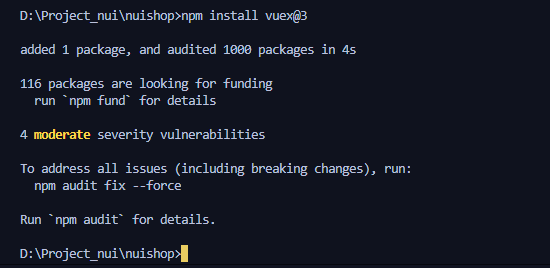 D:\Project_nui\nuishop>npm install vuex@3
added 1 package, and audited 1000 packages in 4s
116 packages are looking for funding
  run `npm fund` for details
4 moderate severity vulnerabilities
To address all issues (including breaking changes), run:
  npm audit fix --force
Run `npm audit` for details.
D:\Project_nui\nuishop>